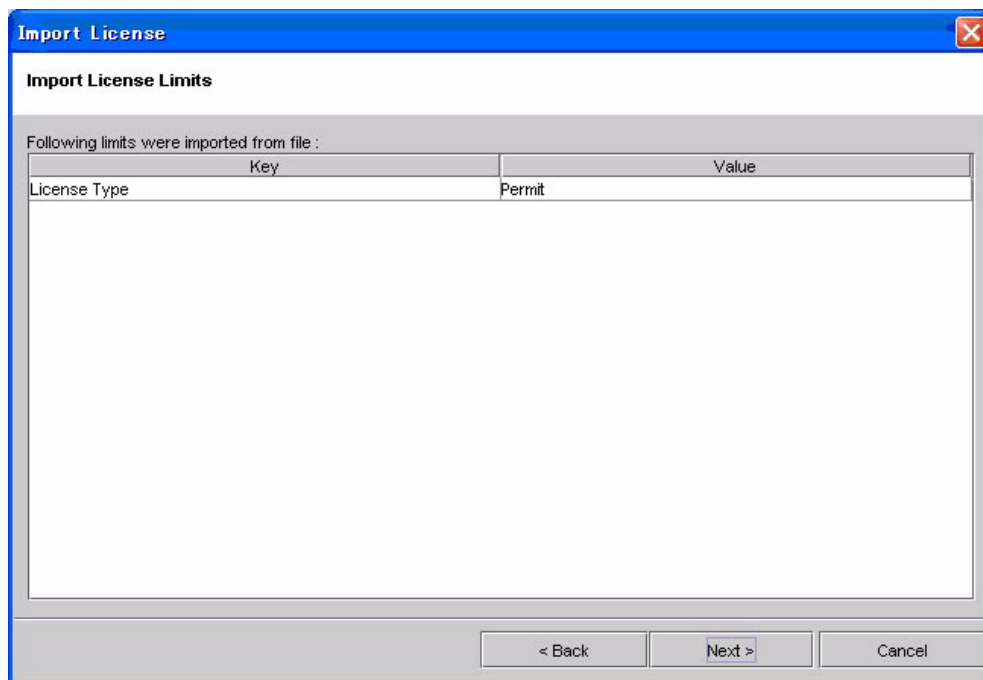 Import License
Import License Limits
Following limits were imported from file :
Key Value
License Type Permit
< Back Next > Cancel